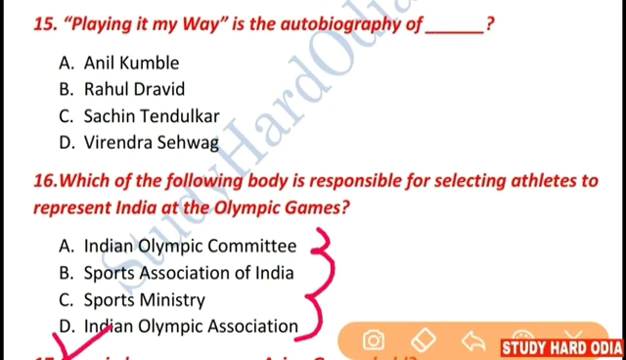 15. “Playing it my Way” is the autobiography of______?
A. Anil Kumble
B. Rahul Dravid
C. Sachin Tendulkar
D. Virendra Sehwag
16.Which of the following body is responsible for selecting athletes to
represent India at the Olympic Games?
A. Indian Olympic Committee
B. Sports Association of India
C. Sports Ministry
D. Indian Olympic Association
StudyHardOdia
STUDY HARD ODIA